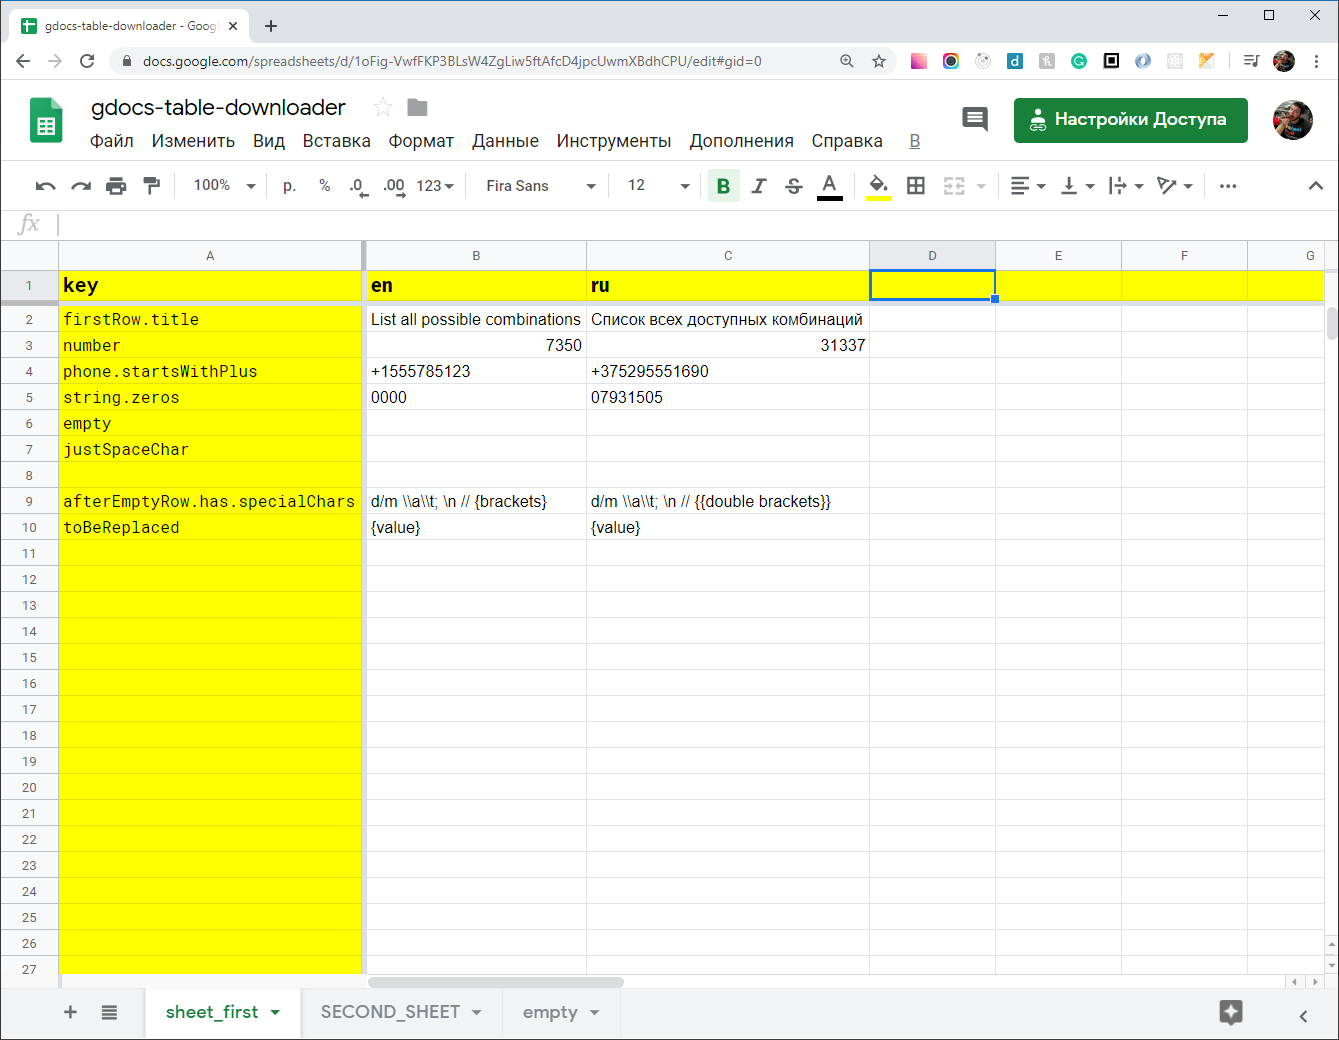 gdocs-table-downloader - Goog
docs.google.com/spreadsheets/d/1oFig-VwfFKP3BLsW4ZgLiw5ftAfcD4jpcUwmXBdhCPU/edit#gid=0
gdocs-table-downloader
Файл Изменить Вид Вставка Формат Данные Инструменты Дополнения Справка В
Настройки Доступа
100% р. % .0 .00 123 Fira Sans 12 B I S A
fx
A B C D E F G
1 key en ru
2 firstRow.title List all possible combinations Список всех доступных комбинаций
3 number 7350 31337
4 phone.startsWithPlus +1555785123 +375295551690
5 string.zeros 0000 07931505
6 empty
7 justSpaceChar
8
9 afterEmptyRow.has.specialChars d/m \\a\\t; \n // {brackets} d/m \\a\\t; \n // {{double brackets}}
10 toBeReplaced {value} {value}
11
12
13
14
15
16
17
18
19
20
21
22
23
24
25
26
27
sheet_first SECOND_SHEET empty